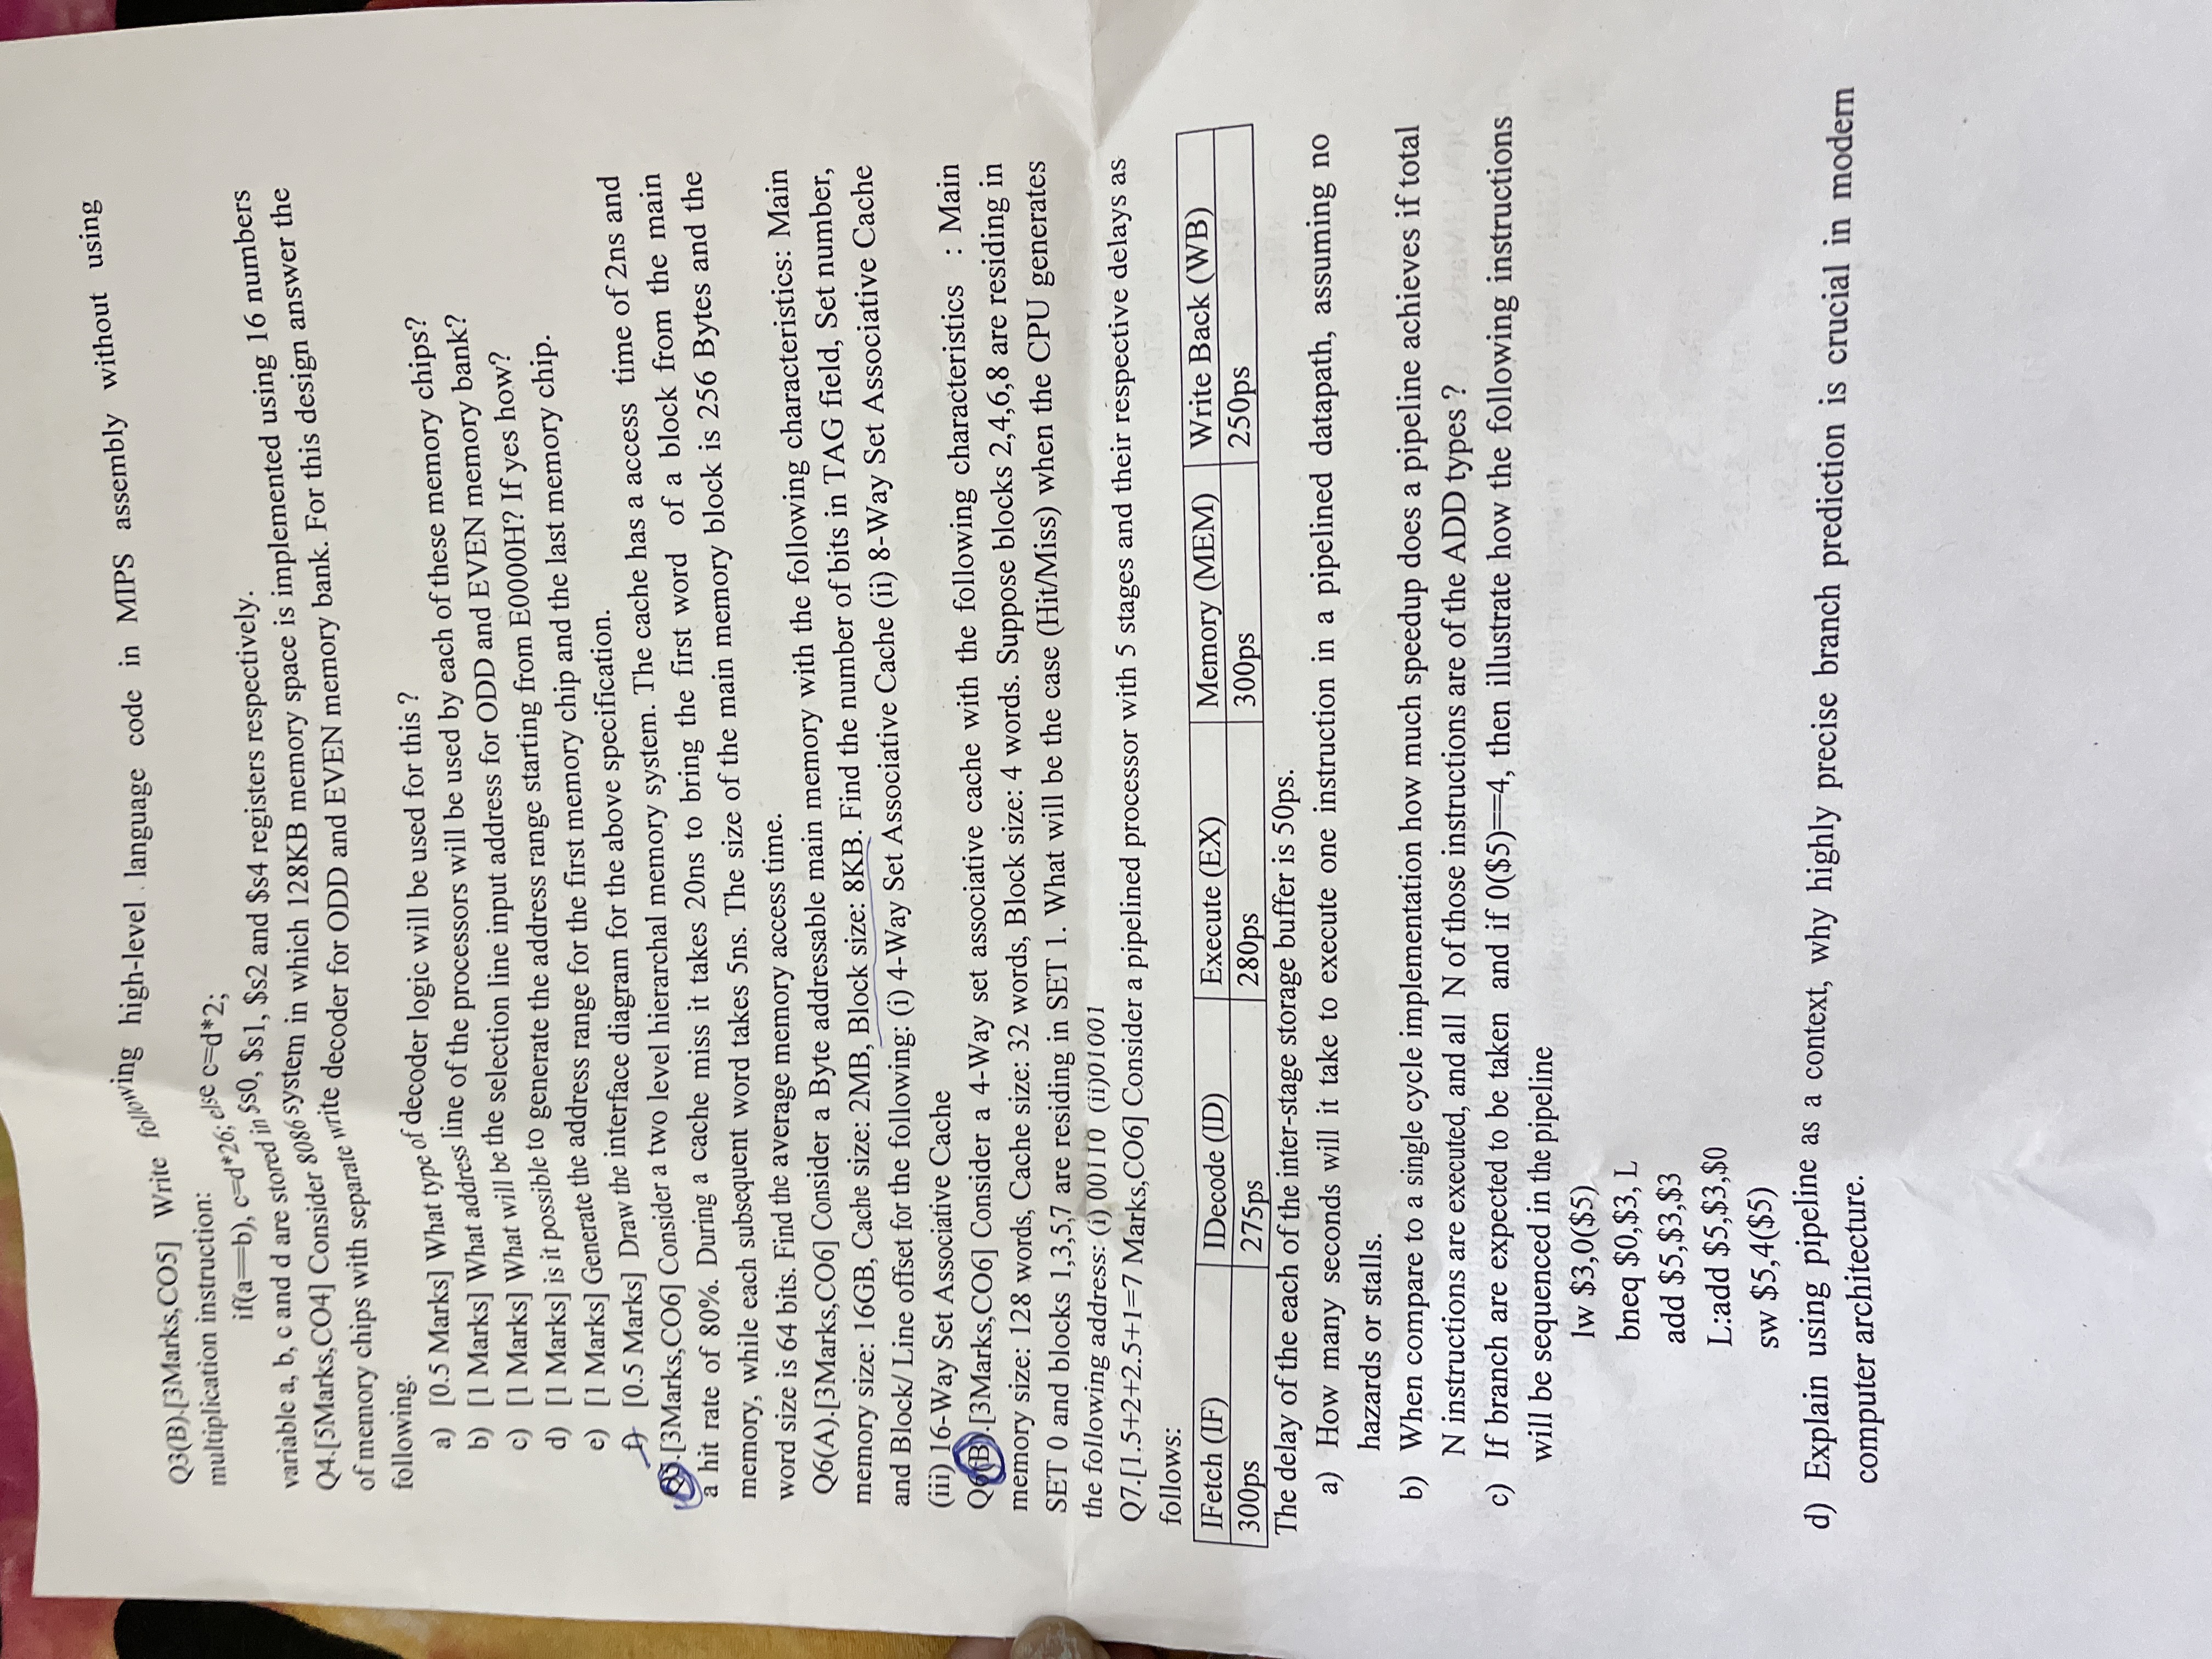 Q3(B).[3Marks,CO5] Write following high-level language code in MIPS assembly without using
multiplication instruction:
if(a==b), c=d*26; else c=d*2;
variable a, b, c and d are stored in $s0, $s1, $s2 and $s4 registers respectively.
Q4.[5Marks,CO4] Consider 8086 system in which 128KB memory space is implemented using 16 numbers
of memory chips with separate write decoder for ODD and EVEN memory bank. For this design answer the
following.
a) [0.5 Marks] What type of decoder logic will be used for this ?
b) [1 Marks] What address line of the processors will be used by each of these memory chips?
c) [1 Marks] What will be the selection line input address for ODD and EVEN memory bank?
d) [1 Marks] is it possible to generate the address range starting from E0000H? If yes how?
e) [1 Marks] Generate the address range for the first memory chip and the last memory chip.
f) [0.5 Marks] Draw the interface diagram for the above specification.
Q5.[3Marks,CO6] Consider a two level hierarchal memory system. The cache has a access time of 2ns and
a hit rate of 80%. During a cache miss it takes 20ns to bring the first word of a block from the main
memory, while each subsequent word takes 5ns. The size of the main memory block is 256 Bytes and the
word size is 64 bits. Find the average memory access time.
Q6(A).[3Marks,CO6] Consider a Byte addressable main memory with the following characteristics: Main
memory size: 16GB, Cache size: 2MB, Block size: 8KB. Find the number of bits in TAG field, Set number,
and Block/ Line offset for the following: (i) 4-Way Set Associative Cache (ii) 8-Way Set Associative Cache
(iii) 16-Way Set Associative Cache
Q6(B).[3Marks,CO6] Consider a 4-Way set associative cache with the following characteristics : Main
memory size: 128 words, Cache size: 32 words, Block size: 4 words. Suppose blocks 2,4,6,8 are residing in
SET 0 and blocks 1,3,5,7 are residing in SET 1. What will be the case (Hit/Miss) when the CPU generates
the following address: (i) 00110 (ii)01001
Q7.[1.5+2+2.5+1=7 Marks,CO6] Consider a pipelined processor with 5 stages and their respective delays as
follows:
IFetch (IF) IDecode (ID) Execute (EX) Memory (MEM) Write Back (WB)
300ps 275ps 280ps 300ps 250ps
The delay of the each of the inter-stage storage buffer is 50ps.
a) How many seconds will it take to execute one instruction in a pipelined datapath, assuming no
hazards or stalls.
b) When compare to a single cycle implementation how much speedup does a pipeline achieves if total
N instructions are executed, and all N of those instructions are of the ADD types ?
c) If branch are expected to be taken and if 0($5)==4, then illustrate how the following instructions
will be sequenced in the pipeline
lw $3,0($5)
bneq $0,$3, L
add $5,$3,$3
L:add $5,$3,$0
sw $5,4($5)
d) Explain using pipeline as a context, why highly precise branch prediction is crucial in modern
computer architecture.